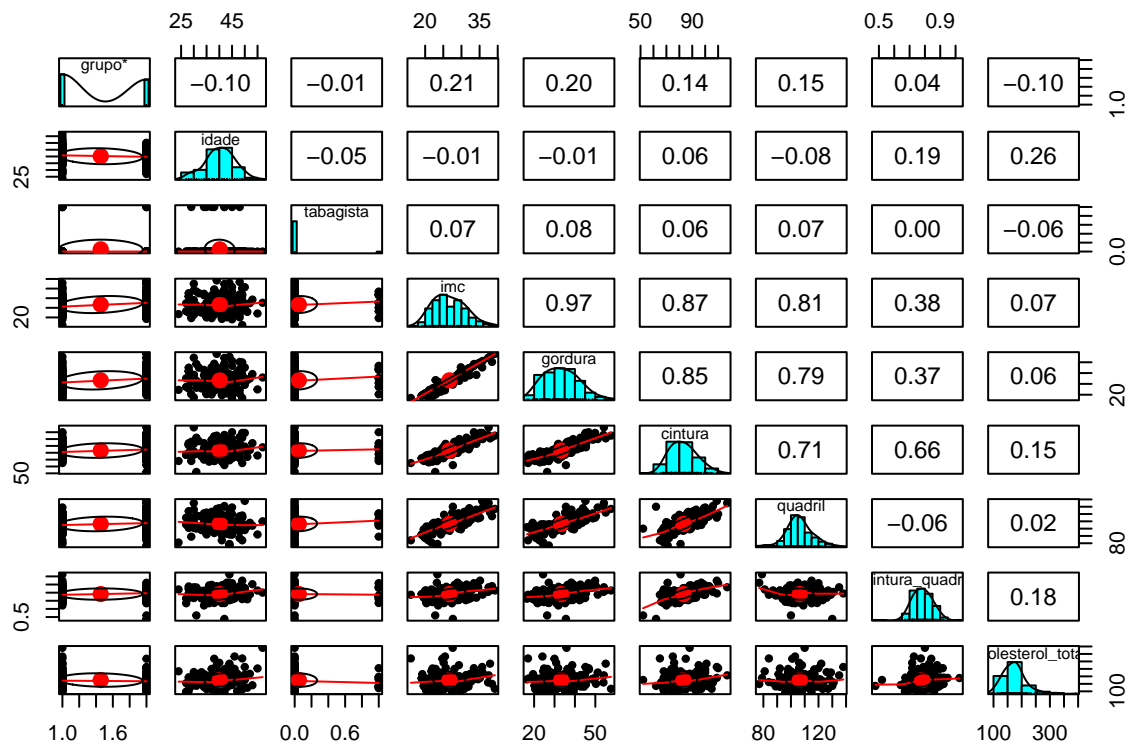 25 45 20 35 50 90 0.5 0.9
grupo* −0.10 −0.01 0.21 0.20 0.14 0.15 0.04 −0.10 1.0
25 idade −0.05 −0.01 −0.01 0.06 −0.08 0.19 0.26
tabagista 0.07 0.08 0.06 0.07 0.00 −0.06 0.0
20 imc 0.97 0.87 0.81 0.38 0.07
gordura 0.85 0.79 0.37 0.06 20
50 cintura 0.71 0.66 0.15
quadril −0.06 0.02 80
0.5 intura_quadr 0.18
olesterol_tota 100
1.0 1.6 0.0 0.6 20 50 80 120 100 300